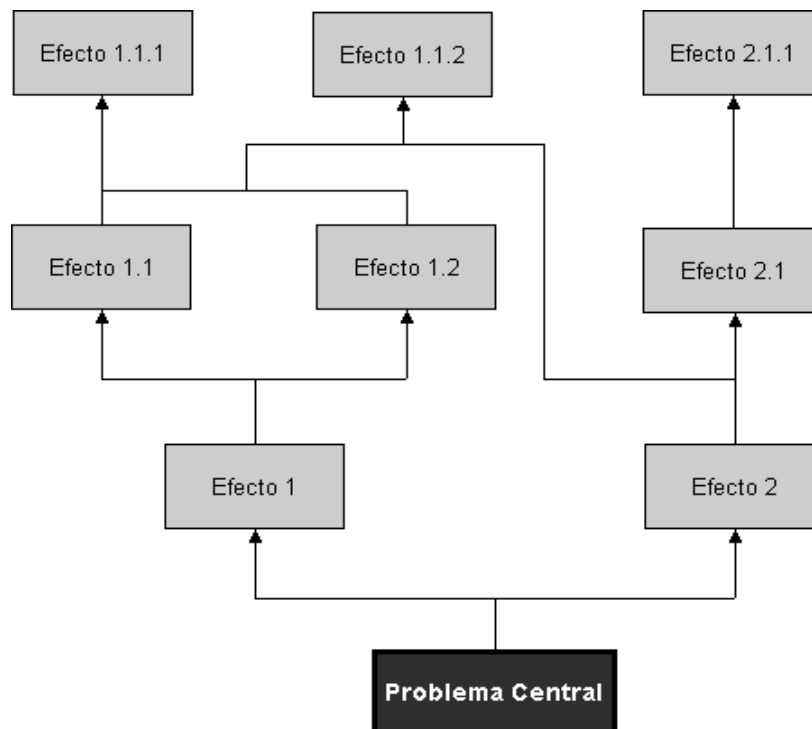 Efecto 1.1.1
Efecto 1.1.2
Efecto 2.1.1
Efecto 1.1
Efecto 1.2
Efecto 2.1
Efecto 1
Efecto 2
Problema Central